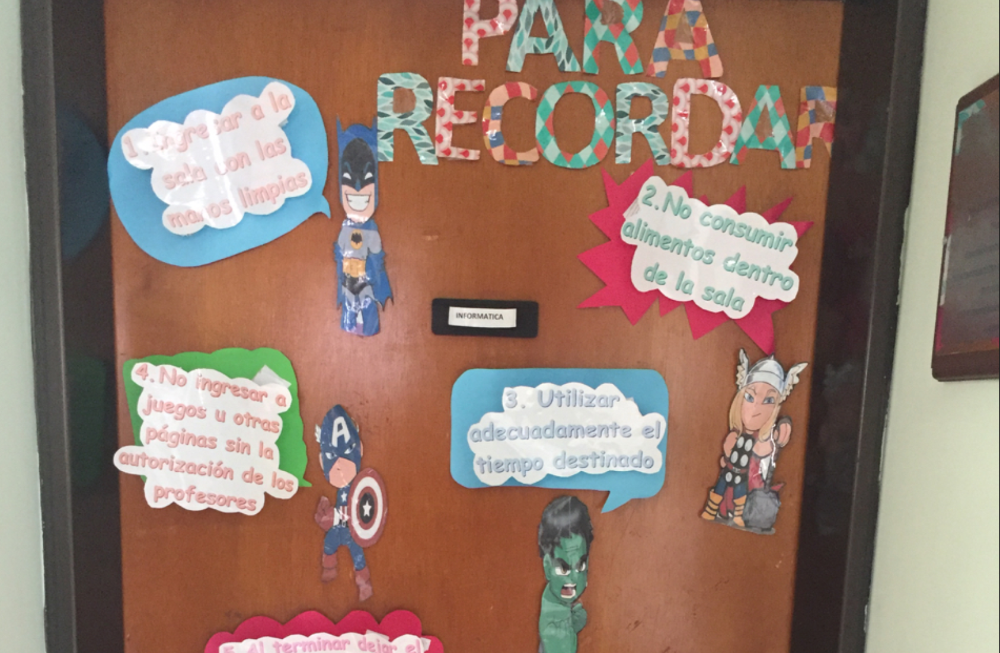 PARA
RECORDAR
1. Ingresar a la
sala con las
manos limpias
2. No consumir
alimentos dentro
de la sala
INFORMATICA
3. Utilizar
adecuadamente el
tiempo destinado
4. No ingresar a
juegos u otras
páginas sin la
autorización de los
profesores
A
5. Al terminar dejar el